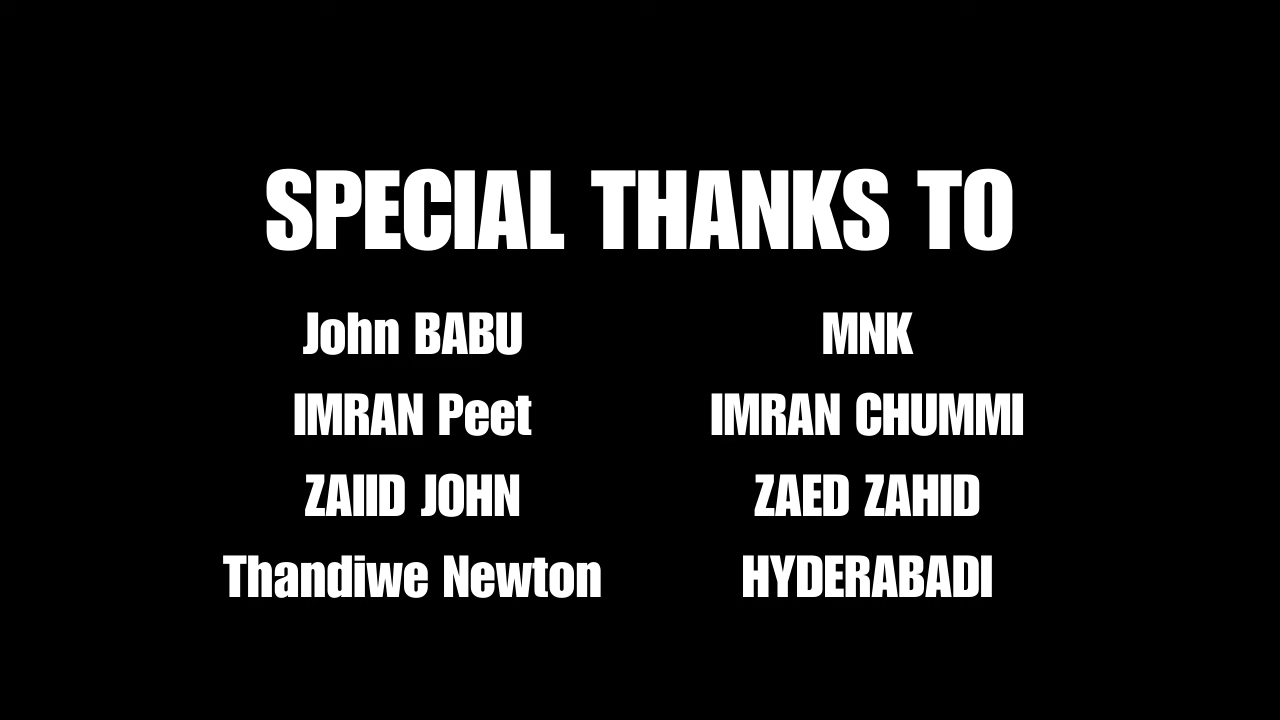 SPECIAL THANKS TO
John BABU
MNK
IMRAN Peet
IMRAN CHUMMI
ZAIID JOHN
ZAED ZAHID
Thandiwe Newton
HYDERABADI